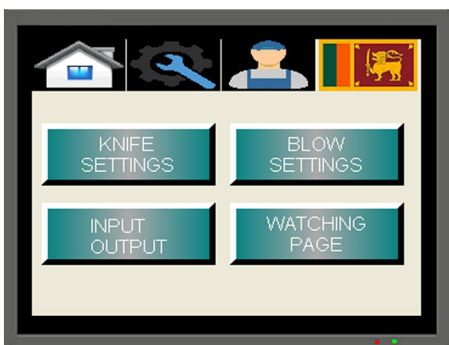 KNIFE
SETTINGS
BLOW
SETTINGS
INPUT
OUTPUT
WATCHING
PAGE